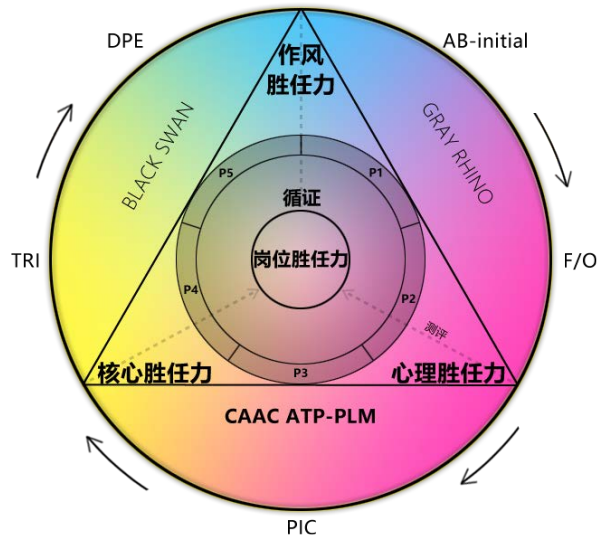 DPE
AB-initial
作风
胜任力
BLACK SWAN
GRAY RHINO
P5
P1
循证
TRI
岗位胜任力
F/O
P4
P2
测评
核心胜任力
P3
心理胜任力
CAAC ATP-PLM
PIC